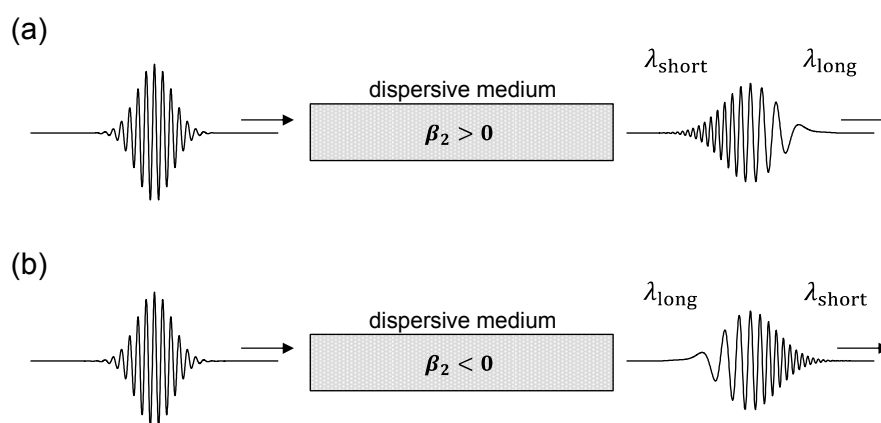 (a)
λshort λlong
dispersive medium
β₂ > 0
(b)
λlong λshort
dispersive medium
β₂ < 0